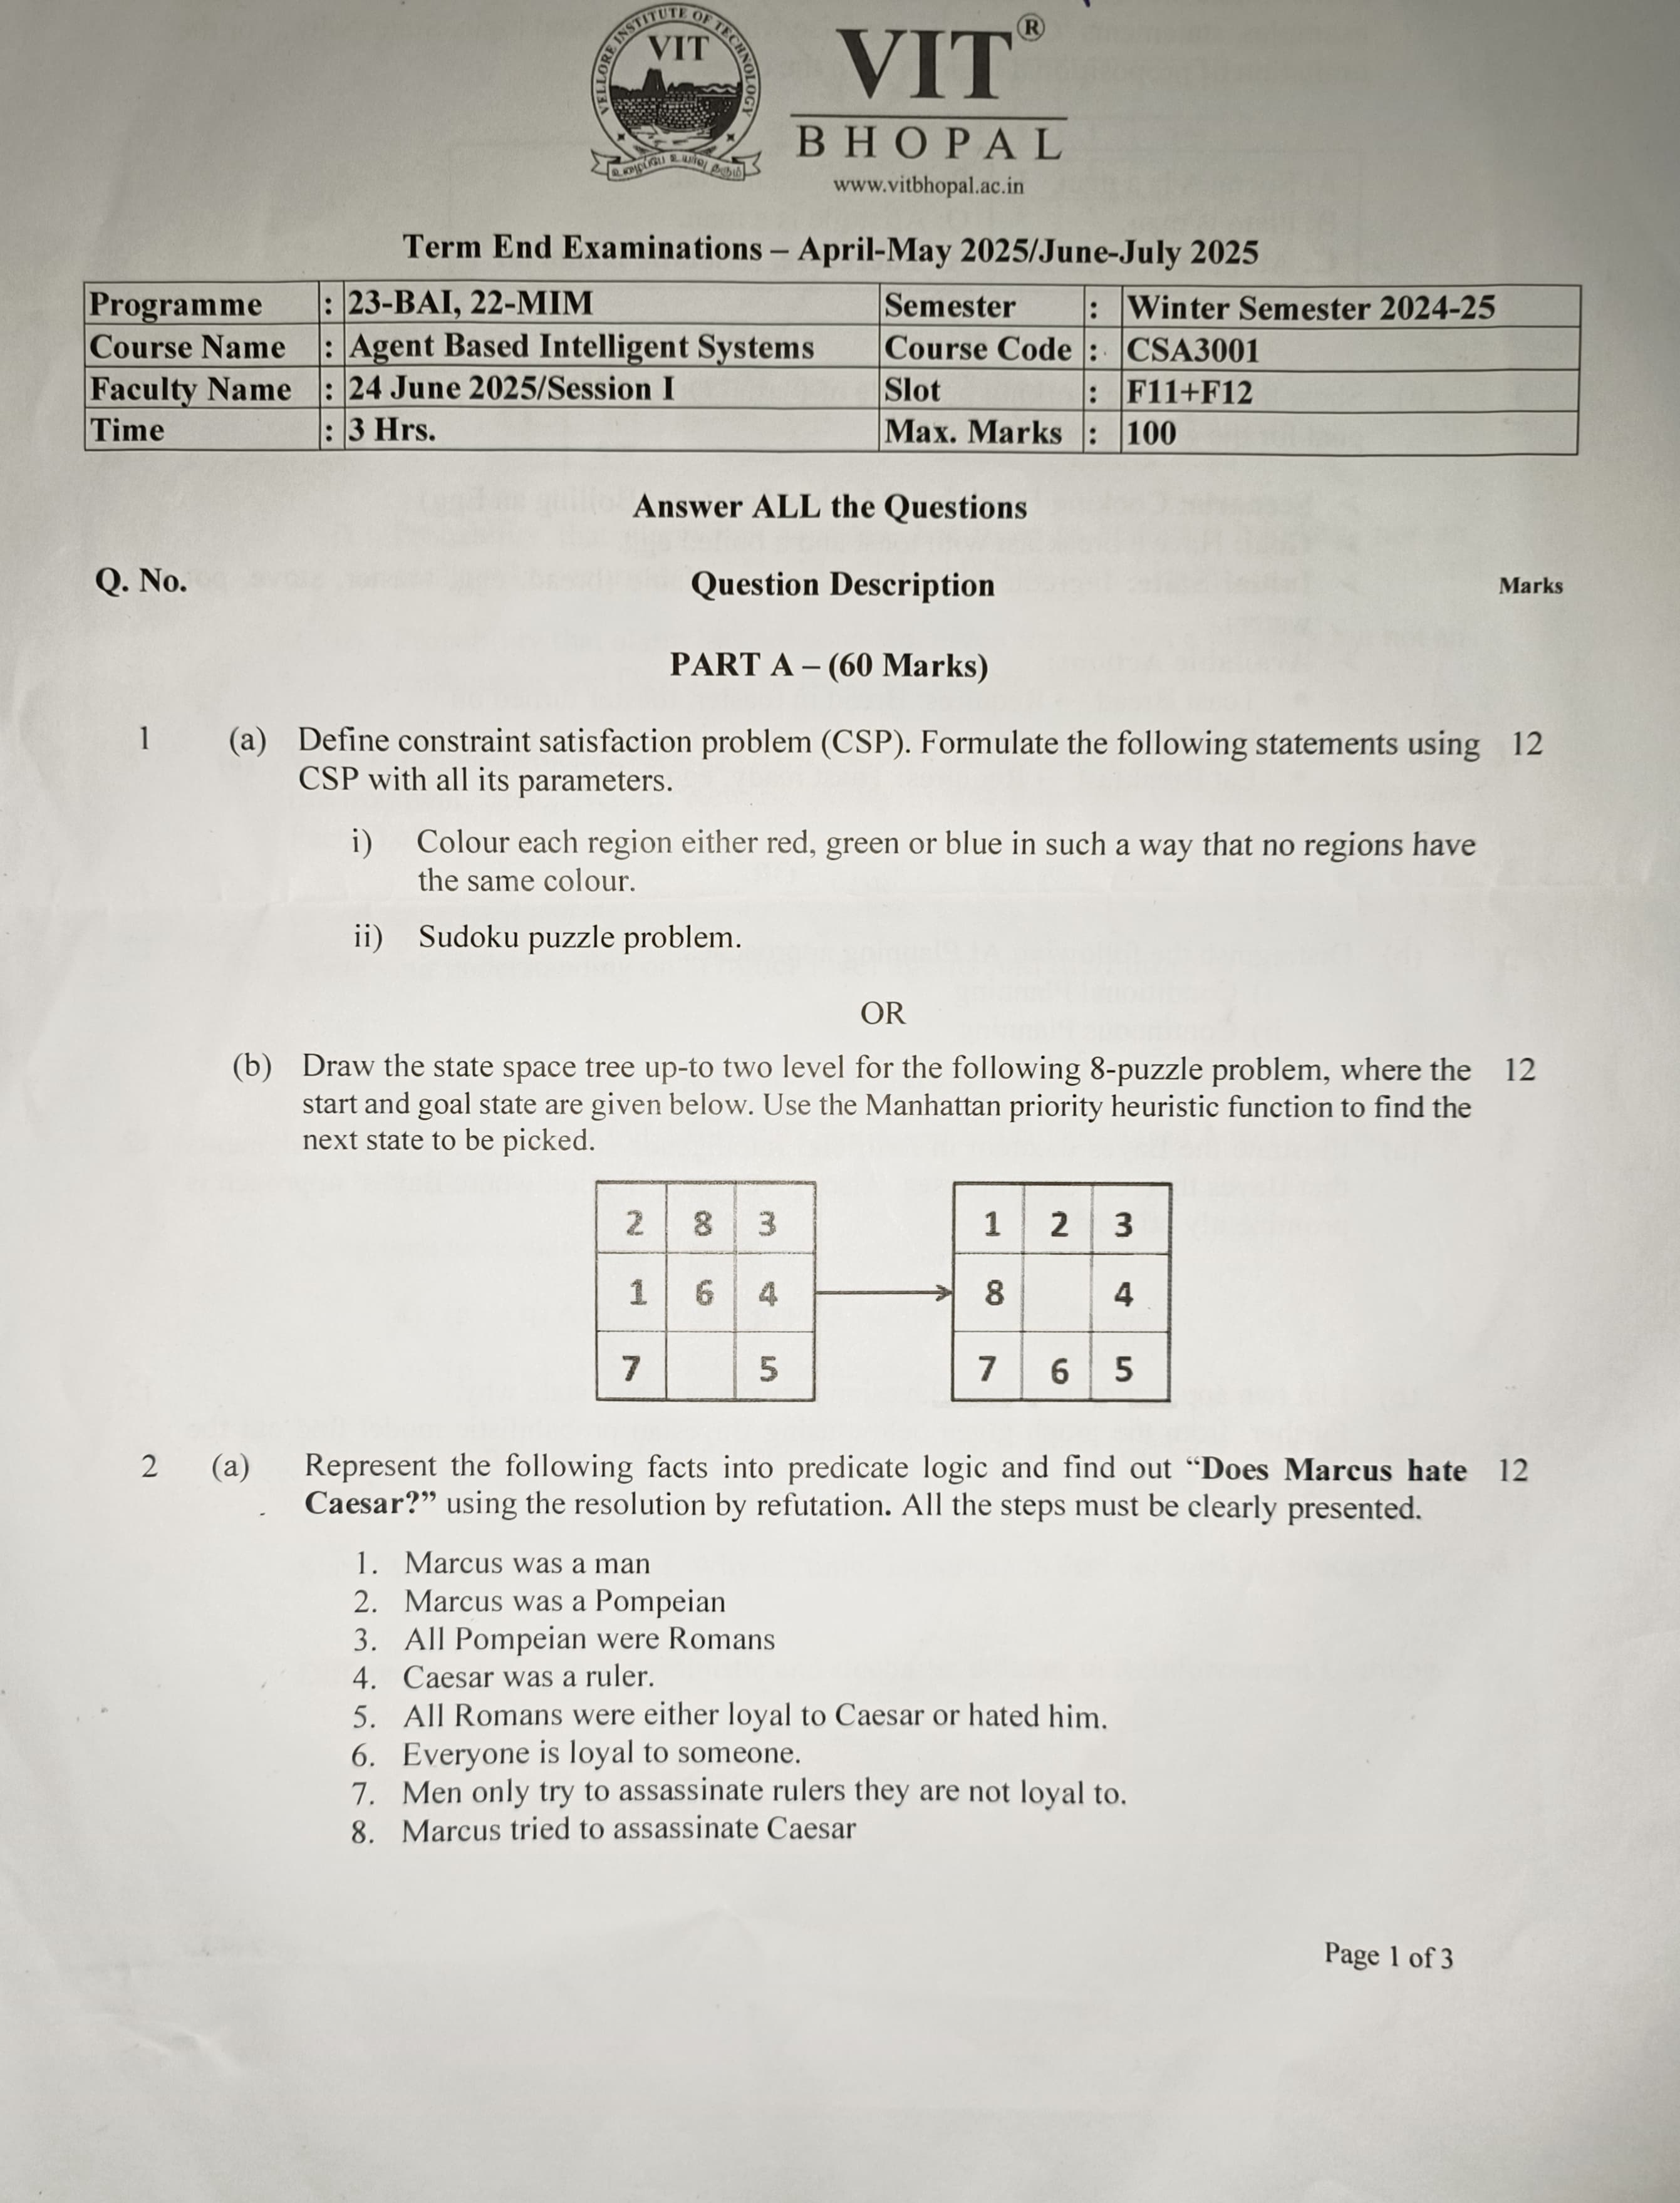 VELLORE INSTITUTE OF TECHNOLOGY
VIT
VIT®
BHOPAL
www.vitbhopal.ac.in
Term End Examinations – April-May 2025/June-July 2025
Programme : 23-BAI, 22-MIM Semester : Winter Semester 2024-25
Course Name : Agent Based Intelligent Systems Course Code : CSA3001
Faculty Name : 24 June 2025/Session I Slot : F11+F12
Time : 3 Hrs. Max. Marks : 100
Answer ALL the Questions
Q. No. Question Description Marks
PART A – (60 Marks)
1 (a) Define constraint satisfaction problem (CSP). Formulate the following statements using 12
CSP with all its parameters.
i) Colour each region either red, green or blue in such a way that no regions have
the same colour.
ii) Sudoku puzzle problem.
OR
(b) Draw the state space tree up-to two level for the following 8-puzzle problem, where the 12
start and goal state are given below. Use the Manhattan priority heuristic function to find the
next state to be picked.
2 8 3 1 2 3
1 6 4 8 4
7 5 7 6 5
2 (a) Represent the following facts into predicate logic and find out “Does Marcus hate 12
Caesar?” using the resolution by refutation. All the steps must be clearly presented.
1. Marcus was a man
2. Marcus was a Pompeian
3. All Pompeian were Romans
4. Caesar was a ruler.
5. All Romans were either loyal to Caesar or hated him.
6. Everyone is loyal to someone.
7. Men only try to assassinate rulers they are not loyal to.
8. Marcus tried to assassinate Caesar
Page 1 of 3